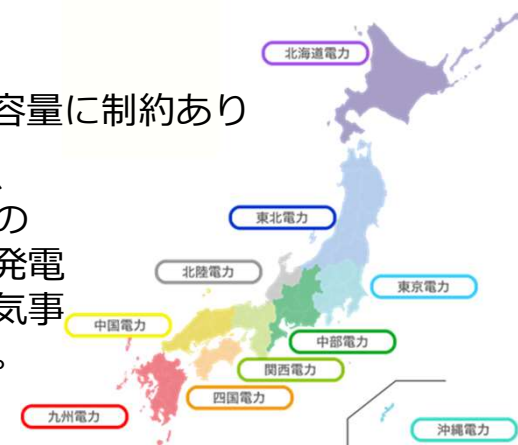 容量に制約あり
、
の
発電
気事
。
北海道電力
東北電力
北陸電力
東京電力
中国電力
中部電力
関西電力
四国電力
九州電力
沖縄電力